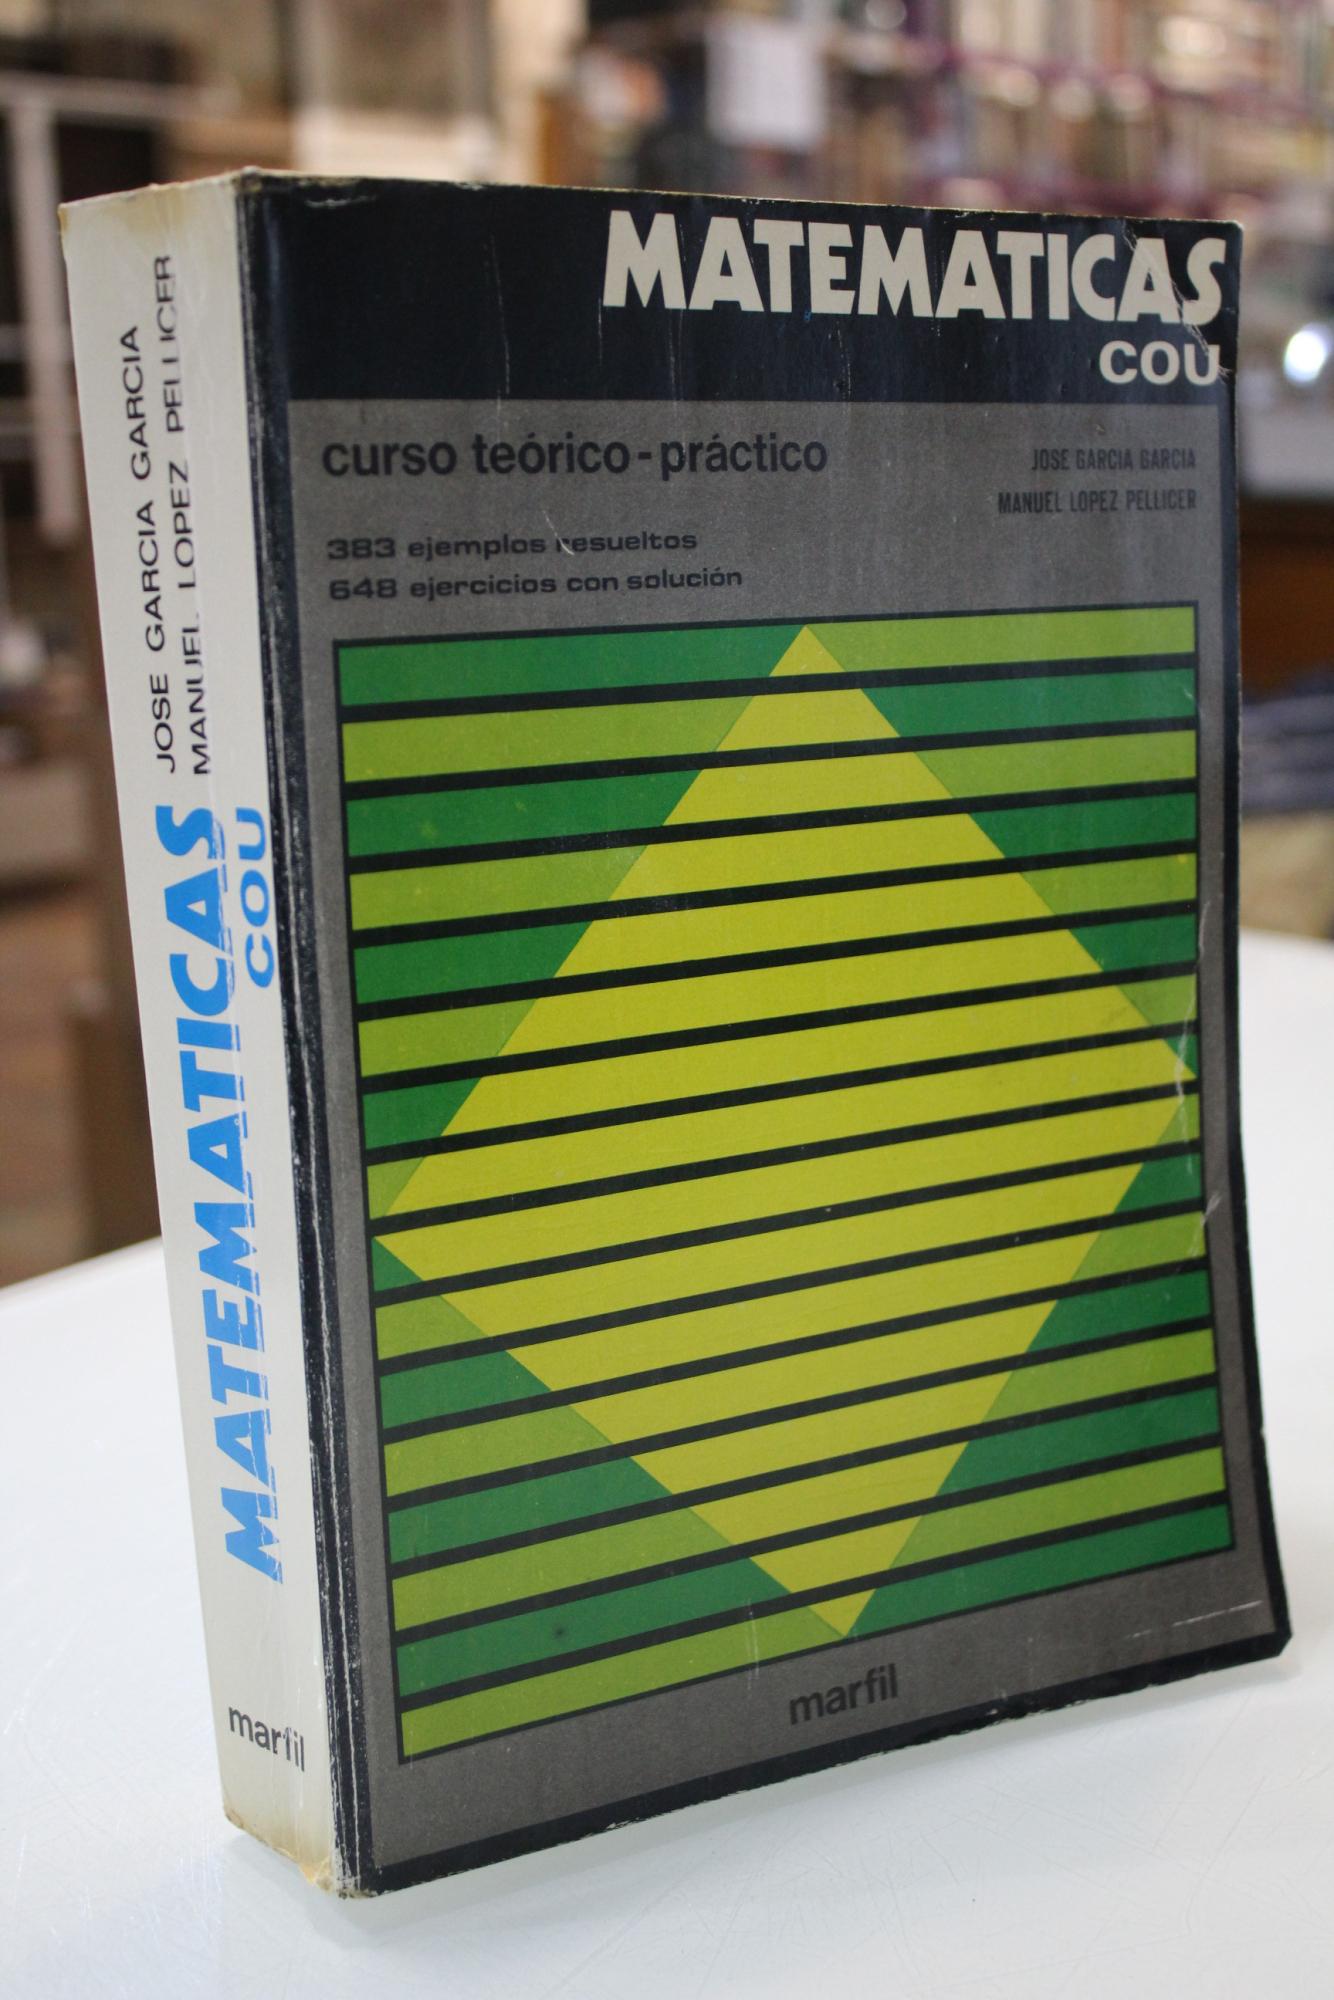 MATEMATICAS
COU
curso teórico-práctico
JOSE GARCIA GARCIA
MANUEL LOPEZ PELLICER
383 ejemplos resueltos
648 ejercicios con solución
marfil
JOSE GARCIA GARCIA
MANUEL LOPEZ PELLICER
MATEMATICAS
COU
marfil